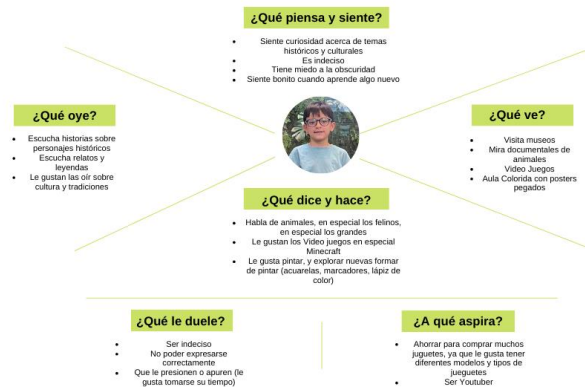 ¿Qué piensa y siente?
• Siente curiosidad acerca de temas
históricos y culturales
• Es indeciso
• Tiene miedo a la obscuridad
• Siente bonito cuando aprende algo nuevo
¿Qué oye?
• Escucha historias sobre
personajes históricos
• Escucha relatos y
leyendas
• Le gustan las oír sobre
cultura y tradiciones
¿Qué ve?
• Visita museos
• Mira documentales de
animales
• Video Juegos
• Aula Colorida con posters
pegados
¿Qué dice y hace?
• Habla de animales, en especial los felinos,
en especial los grandes
• Le gustan los Video juegos en especial
Minecraft
• Le gusta pintar, y explorar nuevas formar
de pintar (acuarelas, marcadores, lápiz de
color)
¿Qué le duele?
• Ser indeciso
• No poder expresarse
correctamente
• Que le presionen o apuren (le
gusta tomarse su tiempo)
¿A qué aspira?
• Ahorrar para comprar muchos
juguetes, ya que le gusta tener
diferentes modelos y tipos de
jueguetes
• Ser Youtuber